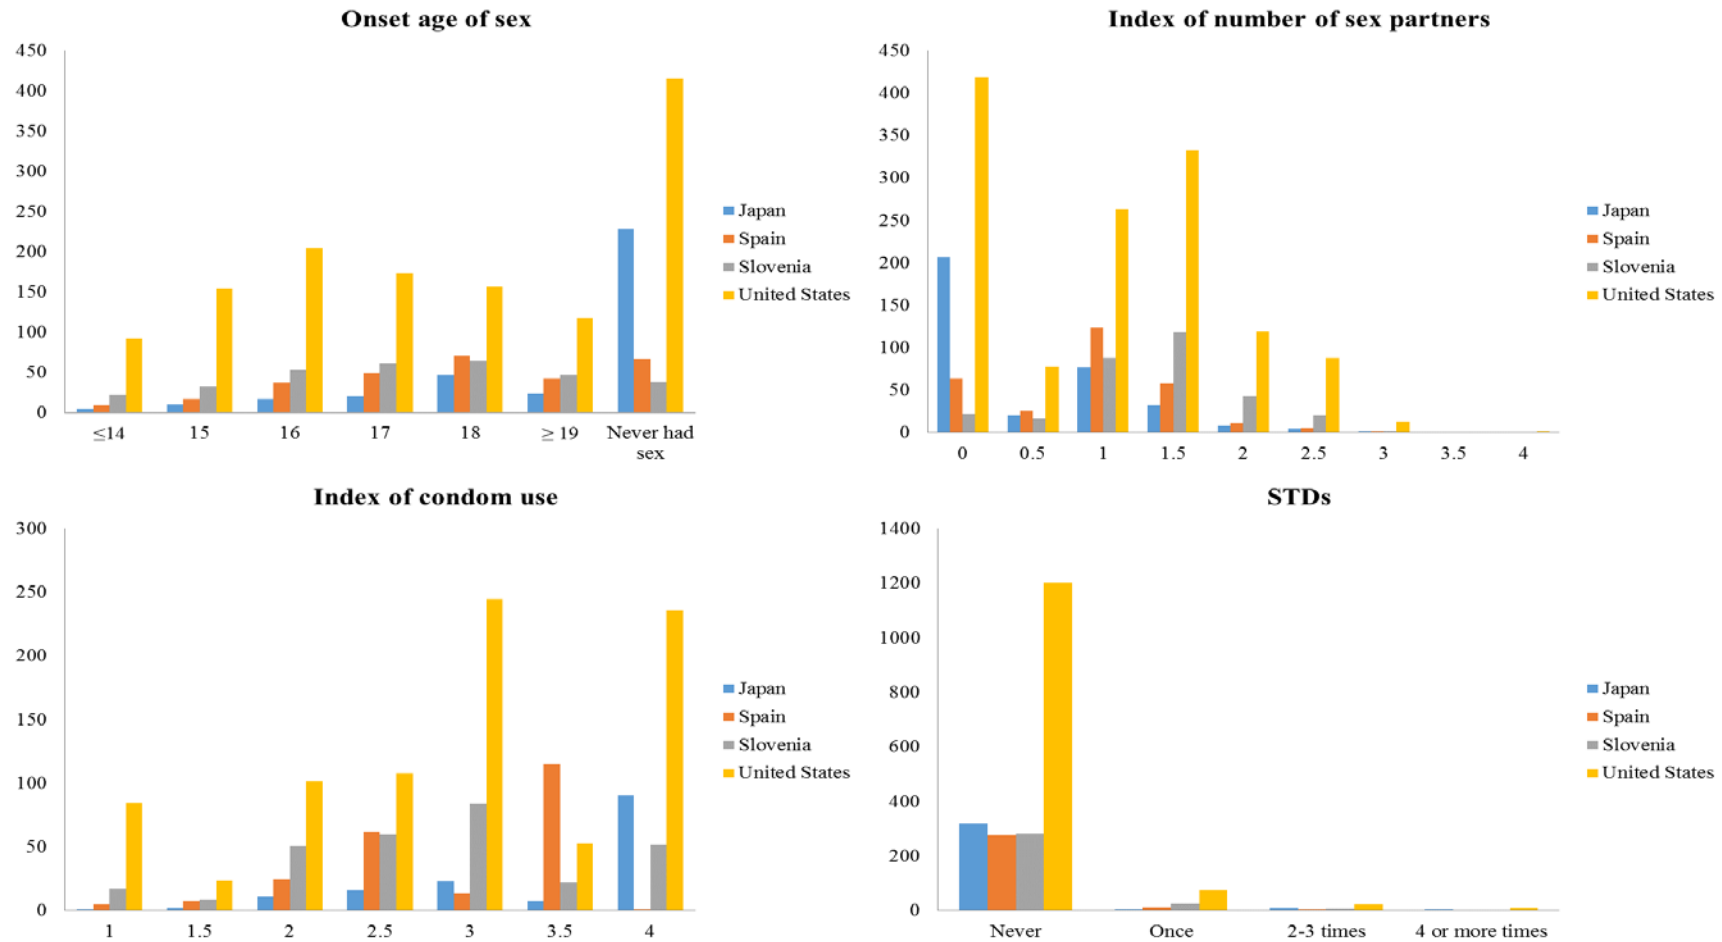 Onset age of sex
450
400
350
300
250
200
150
100
50
0
≤14 15 16 17 18 ≥ 19 Never had
sex
Japan
Spain
Slovenia
United States
Index of number of sex partners
450
400
350
300
250
200
150
100
50
0
0 0.5 1 1.5 2 2.5 3 3.5 4
Japan
Spain
Slovenia
United States
Index of condom use
300
250
200
150
100
50
0
1 1.5 2 2.5 3 3.5 4
Japan
Spain
Slovenia
United States
STDs
1400
1200
1000
800
600
400
200
0
Never Once 2-3 times 4 or more times
Japan
Spain
Slovenia
United States